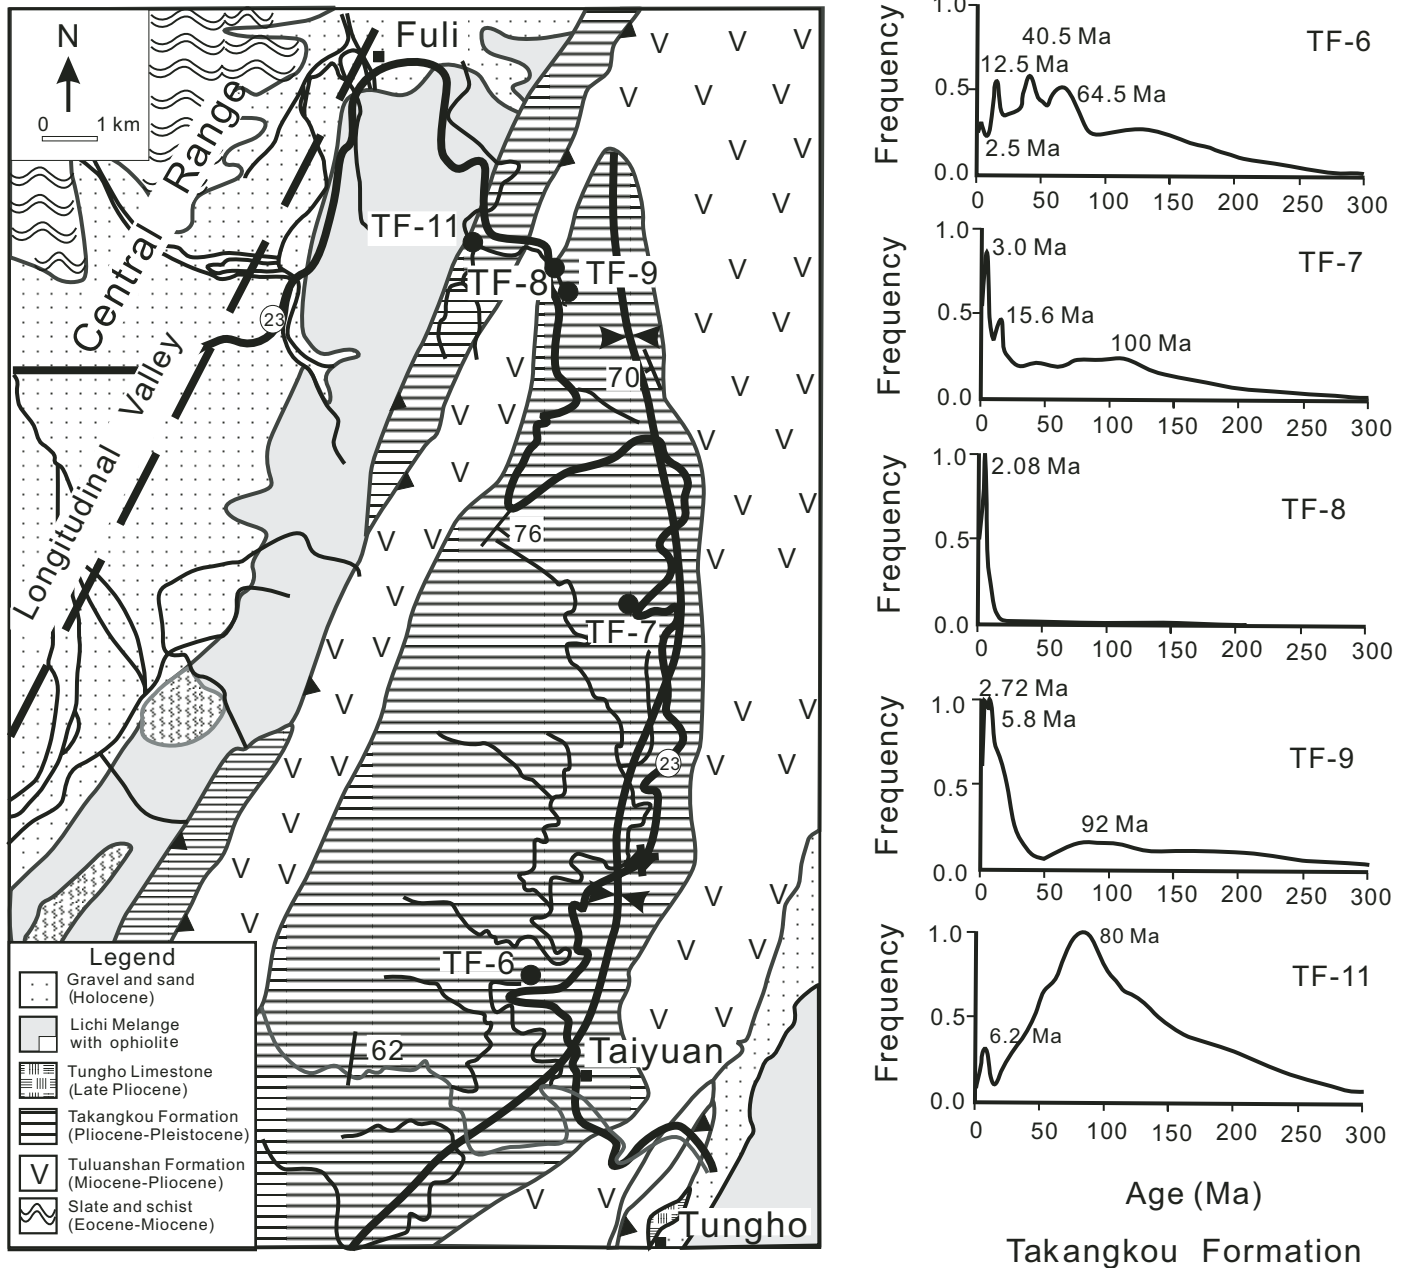 N
0 1 km
Fuli
Central Range
TF-11
TF-8
TF-9
23
Longitudinal Valley
70
76
TF-7
23
TF-6
62
Taiyuan
Tungho
V
Legend
Gravel and sand
(Holocene)
Lichi Melange
with ophiolite
Tungho Limestone
(Late Pliocene)
Takangkou Formation
(Pliocene-Pleistocene)
V
Tuluanshan Formation
(Miocene-Pliocene)
Slate and schist
(Eocene-Miocene)
Frequency
1.0
0.5
0.0
TF-6
40.5 Ma
12.5 Ma
64.5 Ma
2.5 Ma
0 50 100 150 200 250 300
Frequency
1.0
0.5
0.0
TF-7
3.0 Ma
15.6 Ma
100 Ma
0 50 100 150 200 250 300
Frequency
1.0
0.5
0.0
TF-8
2.08 Ma
0 50 100 150 200 250 300
Frequency
1.0
0.5
0.0
TF-9
2.72 Ma
5.8 Ma
92 Ma
0 50 100 150 200 250 300
Frequency
1.0
0.5
0.0
TF-11
80 Ma
6.2 Ma
0 50 100 150 200 250 300
Age (Ma)
Takangkou Formation